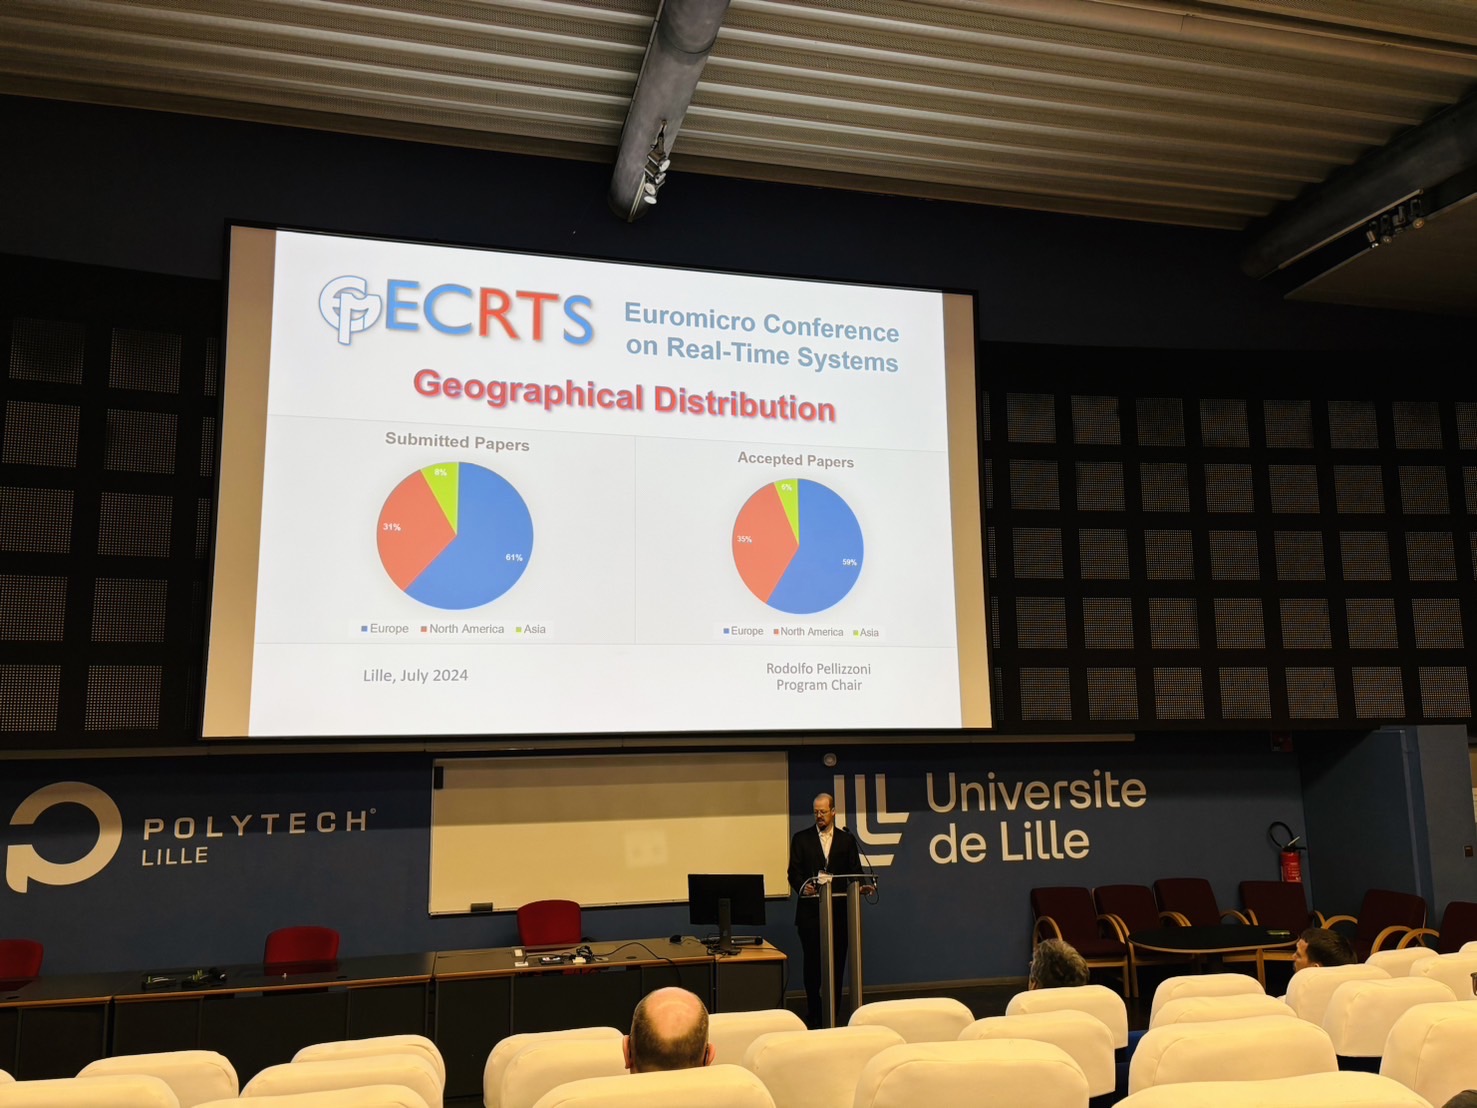 ECRTS
Euromicro Conference
on Real-Time Systems
Geographical Distribution
Submitted Papers
8%
31%
61%
Europe North America Asia
Accepted Papers
6%
35%
59%
Europe North America Asia
Lille, July 2024
Rodolfo Pellizzoni
Program Chair
POLYTECH©
LILLE
Université
de Lille